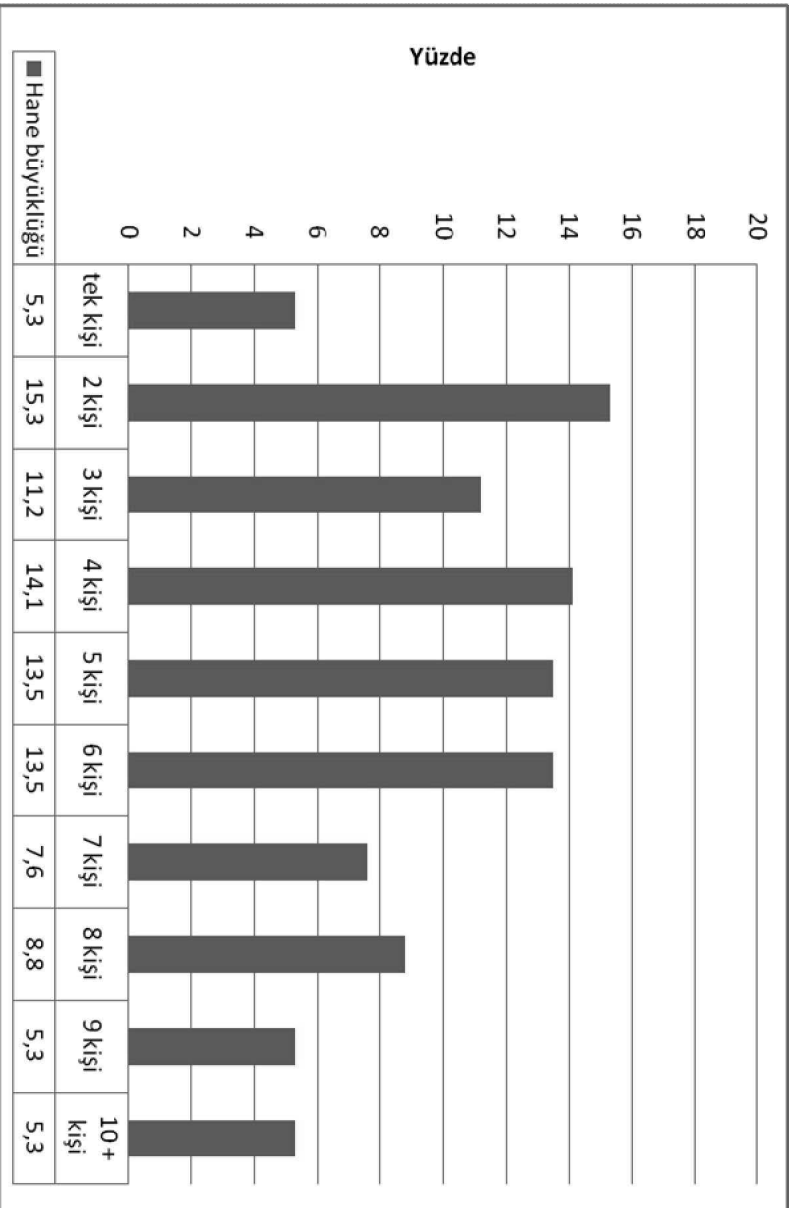 Yüzde
20
18
16
14
12
10
8
6
4
2
0
tek kişi
2 kişi
3 kişi
4 kişi
5 kişi
6 kişi
7 kişi
8 kişi
9 kişi
10 +
kişi
Hane büyüklüğü
5,3
15,3
11,2
14,1
13,5
13,5
7,6
8,8
5,3
5,3